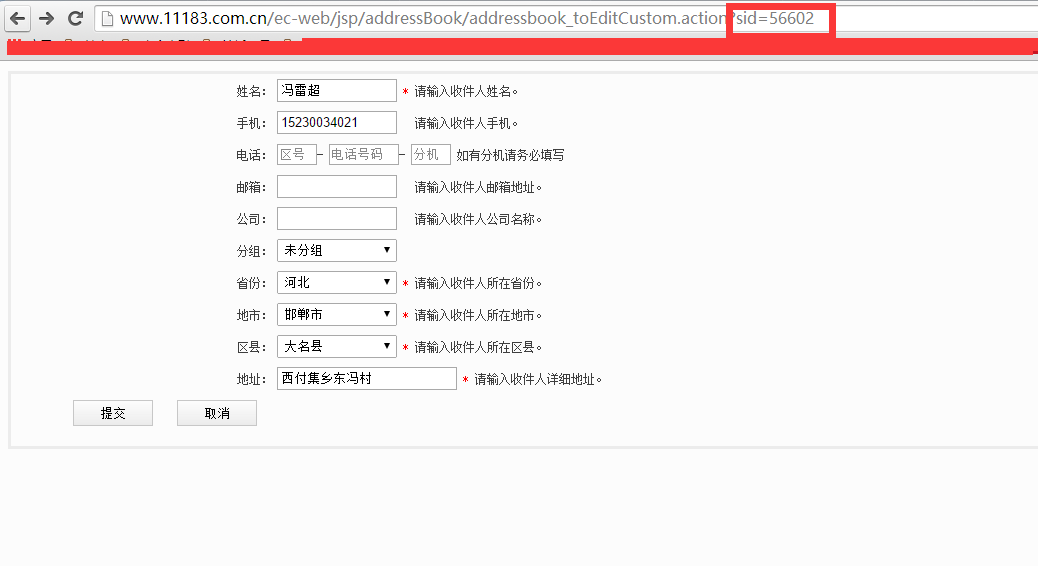 www.11183.com.cn/ec-web/jsp/addressBook/addressbook_toEditCustom.action?sid=56602
姓名： 冯雷超 * 请输入收件人姓名。
手机： 15230034021 请输入收件人手机。
电话： 区号 - 电话号码 - 分机 如有分机请务必填写
邮箱： 请输入收件人邮箱地址。
公司： 请输入收件人公司名称。
分组： 未分组
省份： 河北 * 请输入收件人所在省份。
地市： 邯郸市 * 请输入收件人所在地市。
区县： 大名县 * 请输入收件人所在区县。
地址： 西付集乡东冯村 * 请输入收件人详细地址。
提交 取消